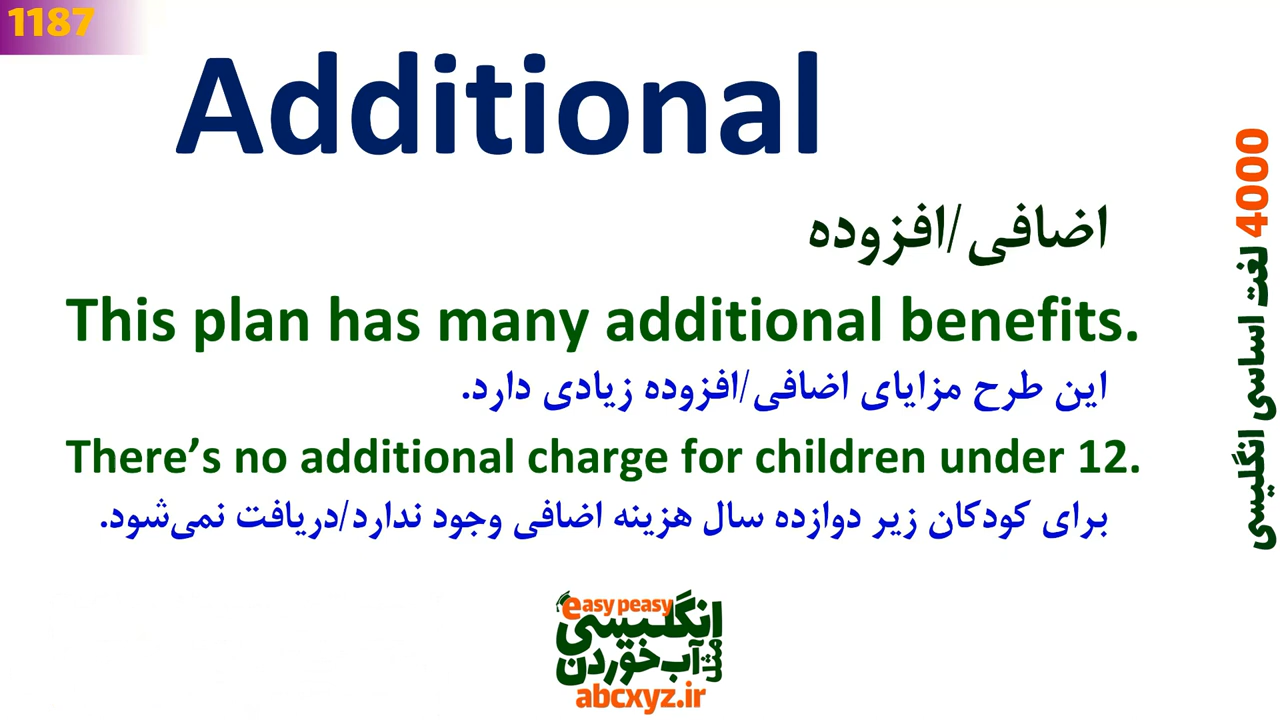 1187
Additional
اضافی/افزوده
This plan has many additional benefits.
این طرح مزایای اضافی/افزوده زیادی دارد.
There’s no additional charge for children under 12.
برای کودکان زیر دوازده سال هزینه اضافی وجود ندارد/دریافت نمی‌شود.
4000 لغت اساسی انگلیسی
easy peasy
انگلیسی
مثل آب خوردن
abcxyz.ir